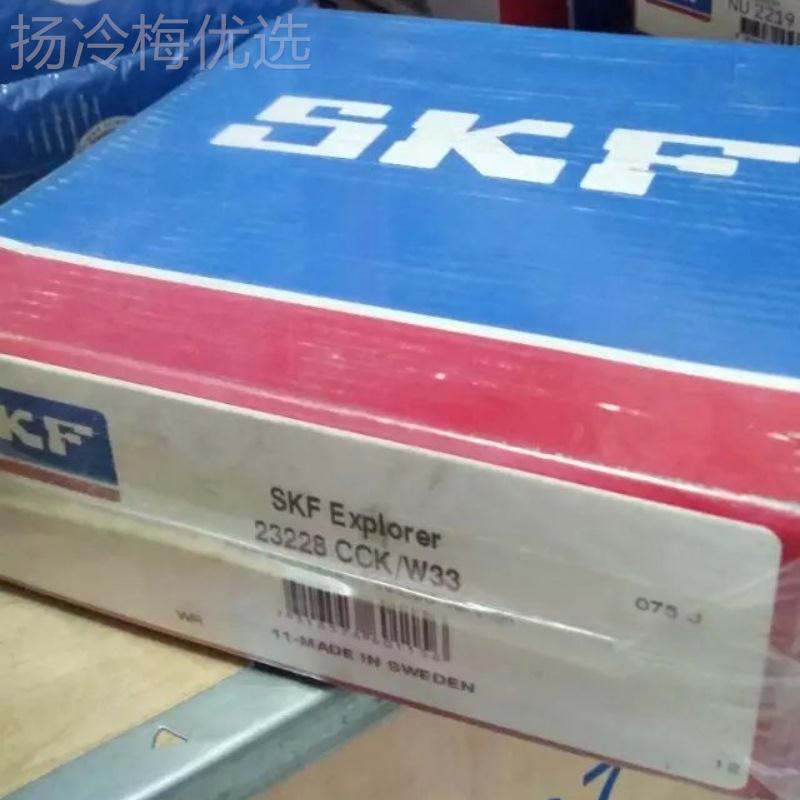 扬冷梅优选
NU 2219
SKF
SKF
SKF Explorer
23228 CCK/W33
075 J
WR
11-MADE IN SWEDEN
12